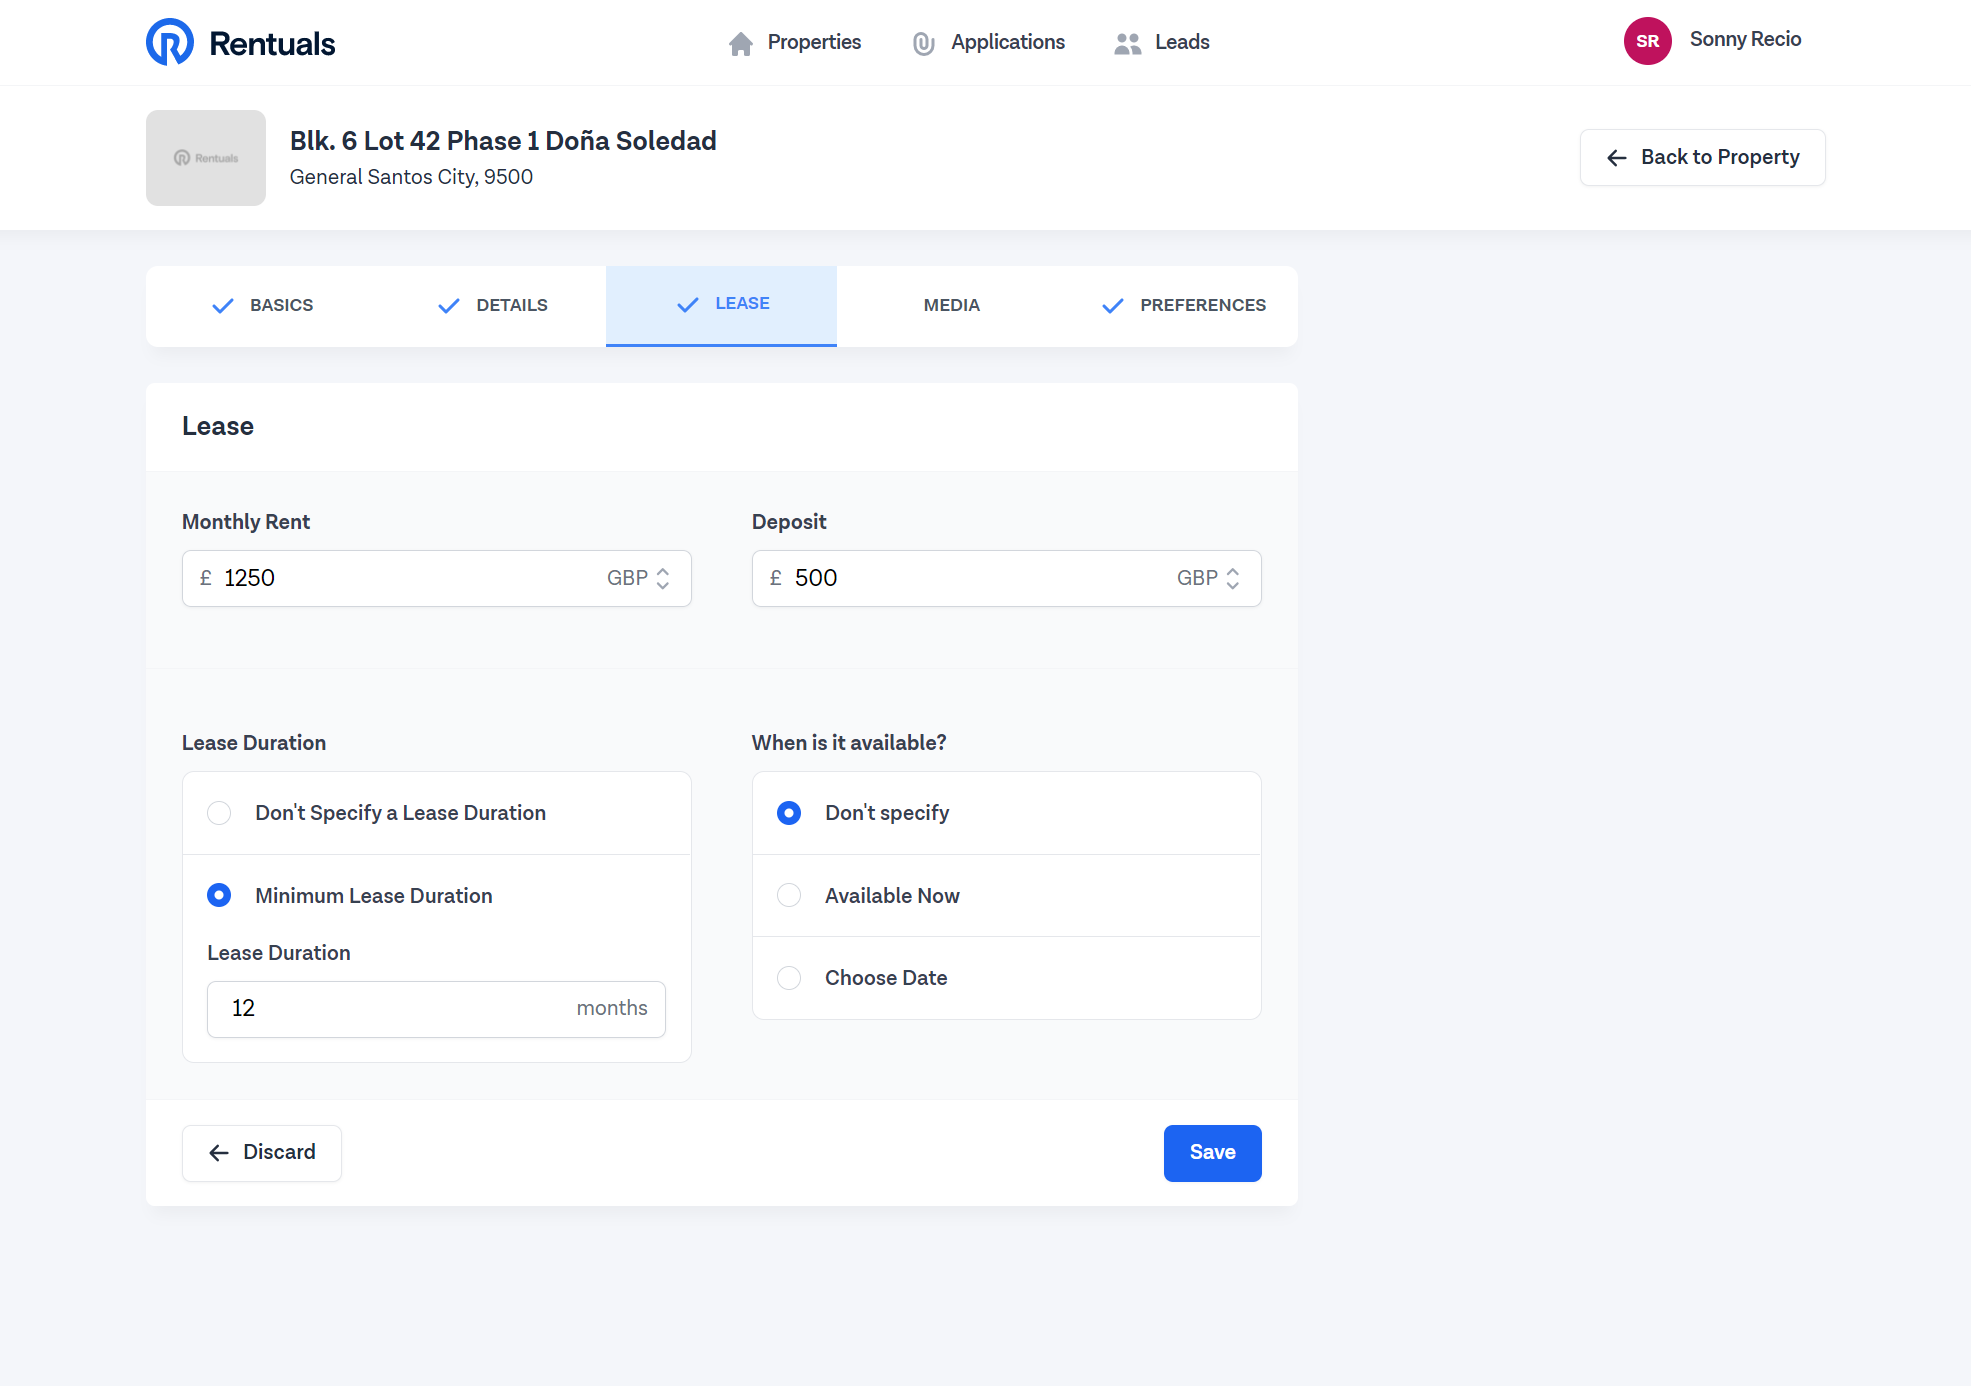 Rentuals
Properties
Applications
Leads
SR
Sonny Recio
Rentuals
Blk. 6 Lot 42 Phase 1 Doña Soledad
General Santos City, 9500
Back to Property
BASICS
DETAILS
LEASE
MEDIA
PREFERENCES
Lease
Monthly Rent
£ 1250 GBP
Deposit
£ 500 GBP
Lease Duration
Don't Specify a Lease Duration
Minimum Lease Duration
Lease Duration
12 months
When is it available?
Don't specify
Available Now
Choose Date
Discard
Save